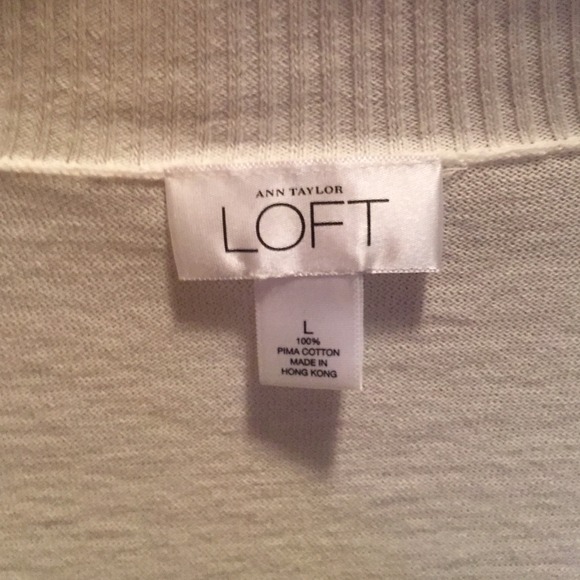 ANN TAYLOR
LOFT
L
100%
PIMA COTTON
MADE IN
HONG KONG